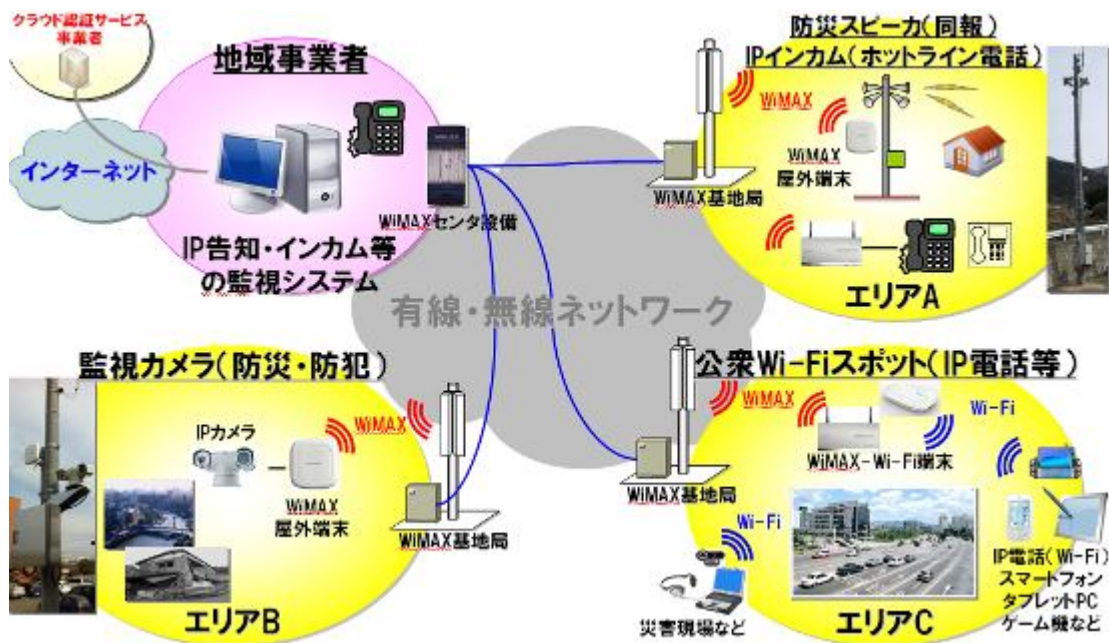 クラウド認証サービス
事業者
地域事業者
インターネット
WiMAXセンタ設備
IP告知・インカム等
の監視システム
有線・無線ネットワーク
防災スピーカ(同報)
IPインカム(ホットライン電話)
WiMAX
WiMAX
屋外端末
WiMAX基地局
エリアA
監視カメラ(防災・防犯)
WiMAX
IPカメラ
WiMAX
屋外端末
WiMAX基地局
エリアB
公衆Wi-Fiスポット(IP電話等)
WiMAX
Wi-Fi
WiMAX-Wi-Fi端末
WiMAX基地局
Wi-Fi
IP電話(Wi-Fi)
スマートフォン
タブレットPC
ゲーム機など
災害現場など
エリアC